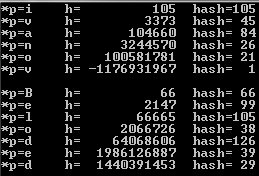 *p=i h= 105 hash=105
*p=v h= 3373 hash= 45
*p=a h= 104660 hash= 84
*p=n h= 3244570 hash= 26
*p=o h= 100581781 hash= 21
*p=v h= -1176931967 hash= 1
*p=B h= 66 hash= 66
*p=e h= 2147 hash= 99
*p=l h= 66665 hash=105
*p=o h= 2066726 hash= 38
*p=d h= 64068606 hash=126
*p=e h= 1986126887 hash= 39
*p=d h= 1440391453 hash= 29